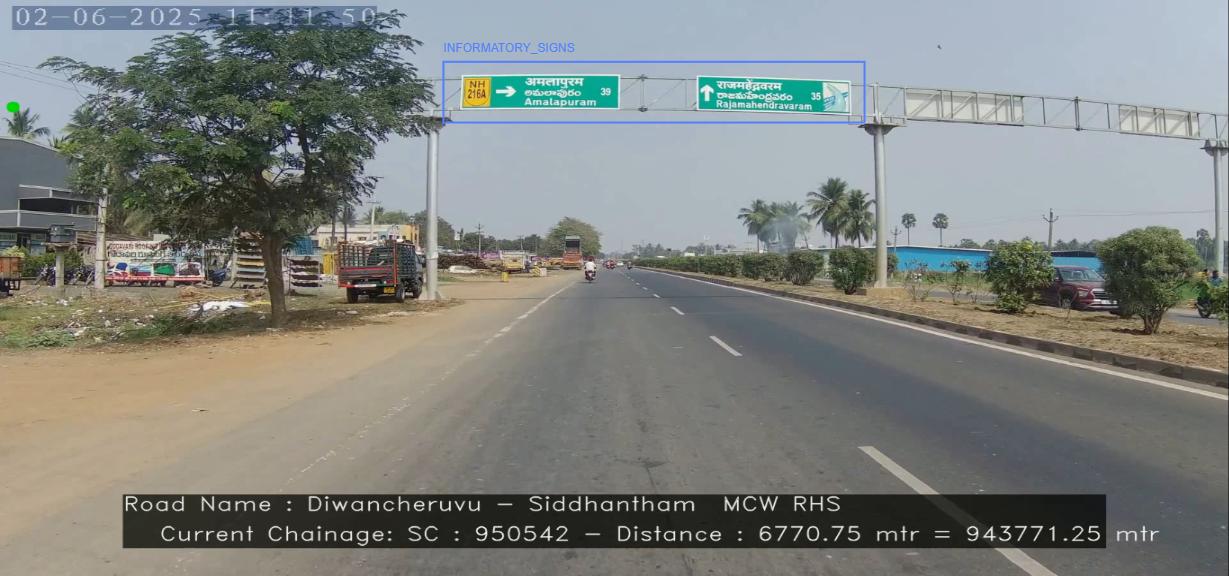 02-06-2025 11:11:50
INFORMATORY_SIGNS
NH
216A
अमलापुरम
అమలాపురం 39
Amalapuram
राजमहेंद्रवरम
రాజమహేంద్రవరం 35
Rajamahendravaram
Road Name : Diwancheruvu - Siddhantham MCW RHS
Current Chainage: SC : 950542 - Distance : 6770.75 mtr = 943771.25 mtr